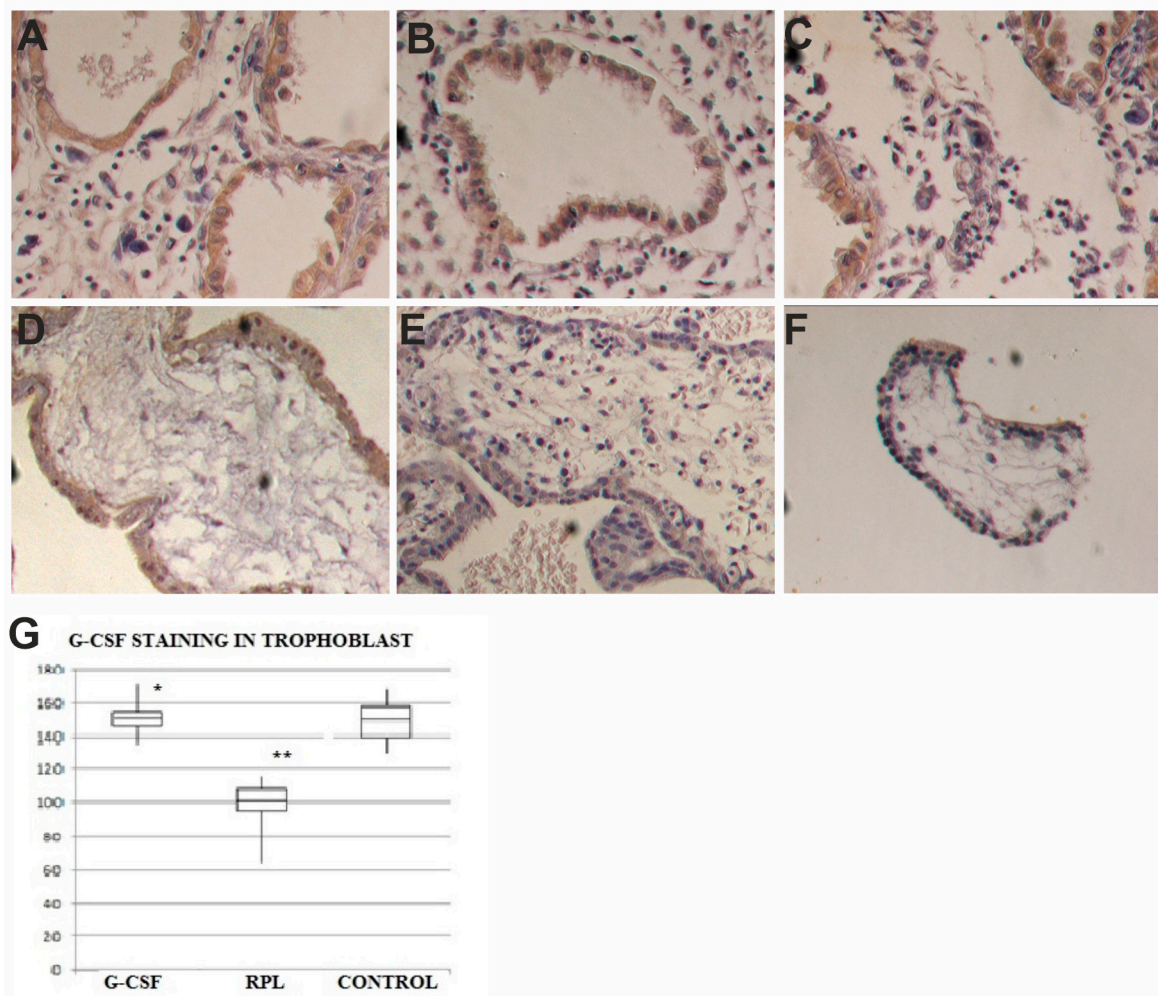 A
B
C
D
E
F
G
G-CSF STAINING IN TROPHOBLAST
180
*
160
140
**
120
100
80
60
40
20
0
G-CSF RPL CONTROL